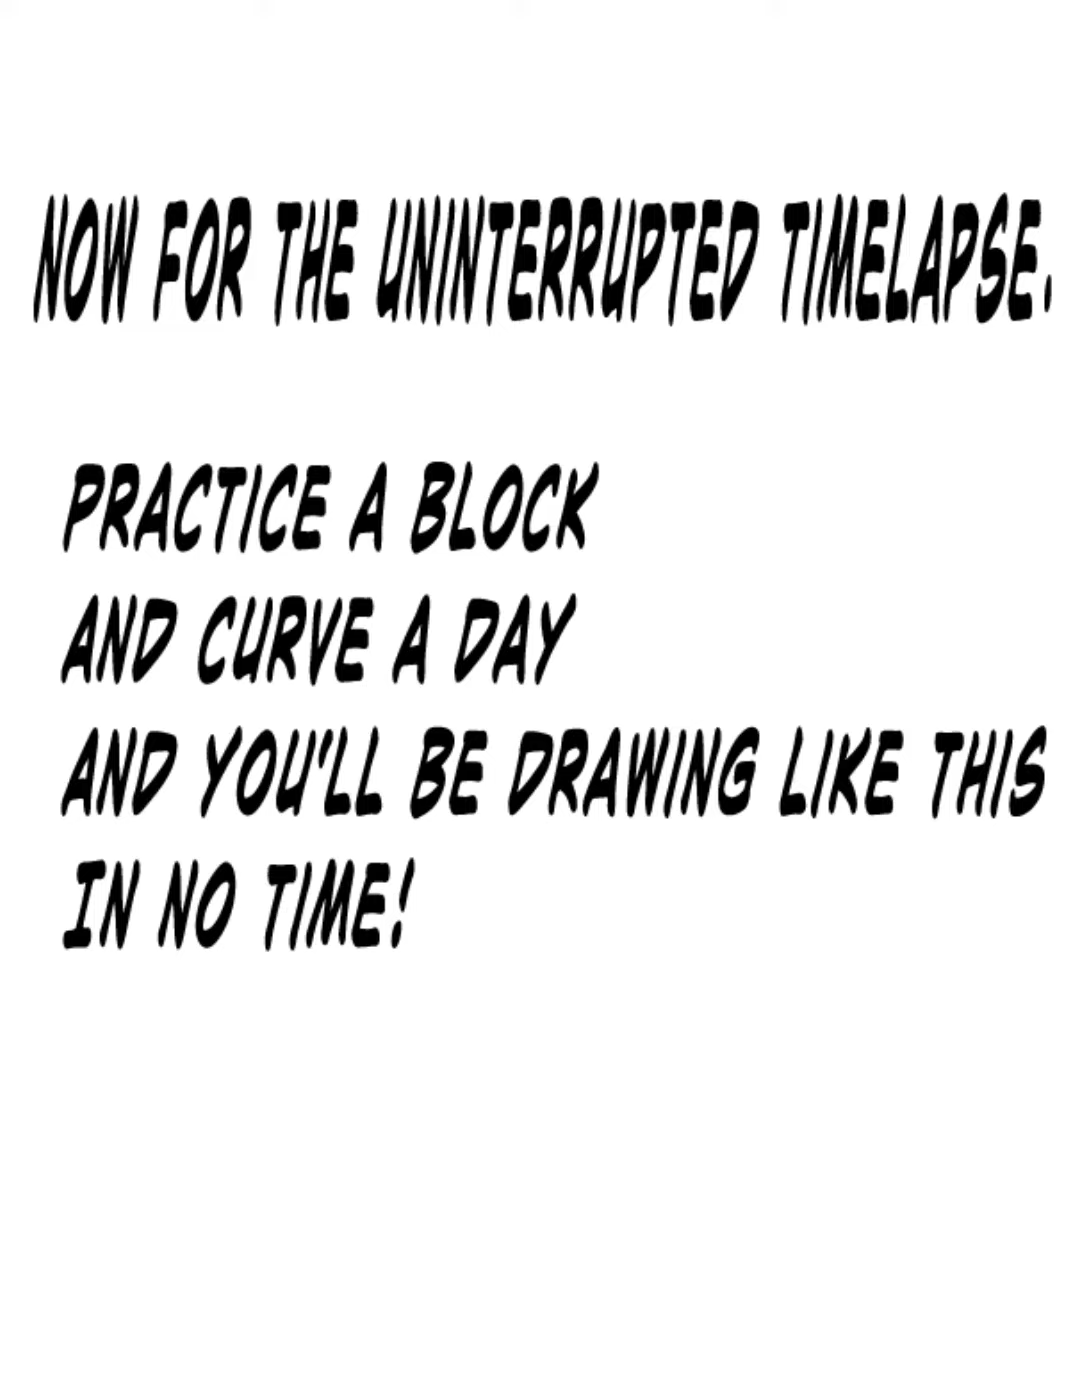 NOW FOR THE UNINTERRUPTED TIMELAPSE.
PRACTICE A BLOCK
AND CURVE A DAY
AND YOU'LL BE DRAWING LIKE THIS
IN NO TIME!